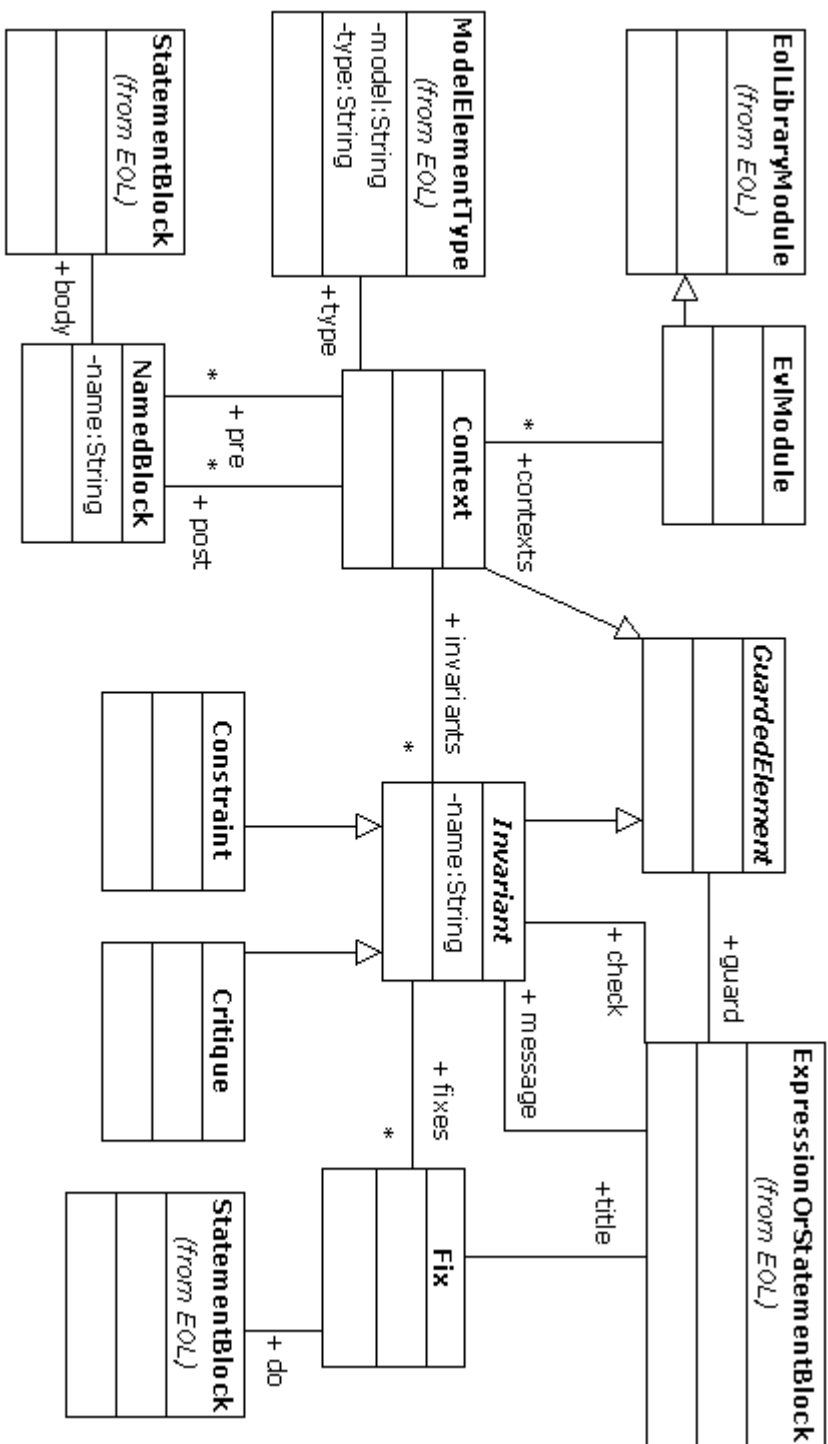 EolLibraryModule
(from EOL)
EvlModule
GuardedElement
ExpressionOrStatementBlock
(from EOL)
+guard
*
+contexts
+ check
+ message
+title
ModelElementType
(from EOL)
-model:String
-type:String
+type
Context
+ invariants
*
Invariant
-name:String
+ fixes
*
Fix
*
+ pre
*
+ post
StatementBlock
(from EOL)
+body
NamedBlock
-name:String
Constraint
Critique
StatementBlock
(from EOL)
+ do